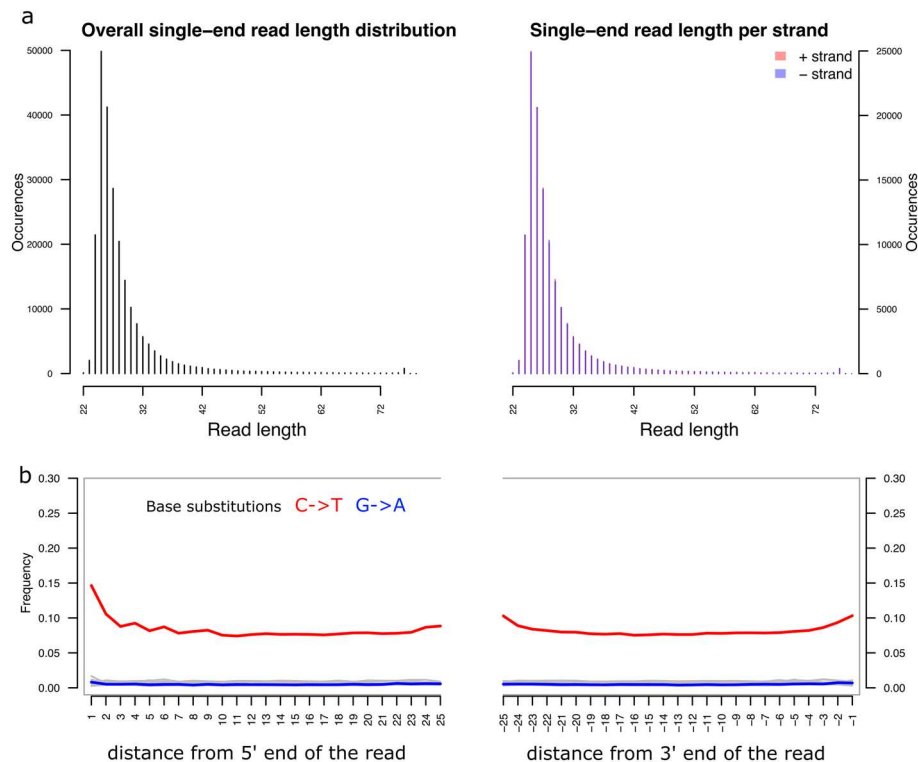 a
Overall single–end read length distribution
Single–end read length per strand
50000
40000
30000
20000
10000
0
Occurences
22
32
42
52
62
72
Read length
+ strand
− strand
25000
20000
15000
10000
5000
0
Occurences
22
32
42
52
62
72
Read length
b
Base substitutions C->T G->A
0.30
0.25
0.20
0.15
0.10
0.05
0.00
Frequency
1 2 3 4 5 6 7 8 9 10 11 12 13 14 15 16 17 18 19 20 21 22 23 24 25
distance from 5' end of the read
0.30
0.25
0.20
0.15
0.10
0.05
0.00
−25 −24 −23 −22 −21 −20 −19 −18 −17 −16 −15 −14 −13 −12 −11 −10 −9 −8 −7 −6 −5 −4 −3 −2 −1
distance from 3' end of the read